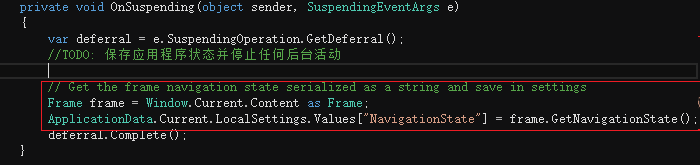 private void OnSuspending(object sender, SuspendingEventArgs e)
{
var deferral = e.SuspendingOperation.GetDeferral();
//TODO: 保存应用程序状态并停止任何后台活动
// Get the frame navigation state serialized as a string and save in settings
Frame frame = Window.Current.Content as Frame;
ApplicationData.Current.LocalSettings.Values["NavigationState"] = frame.GetNavigationState();
deferral.Complete();
}